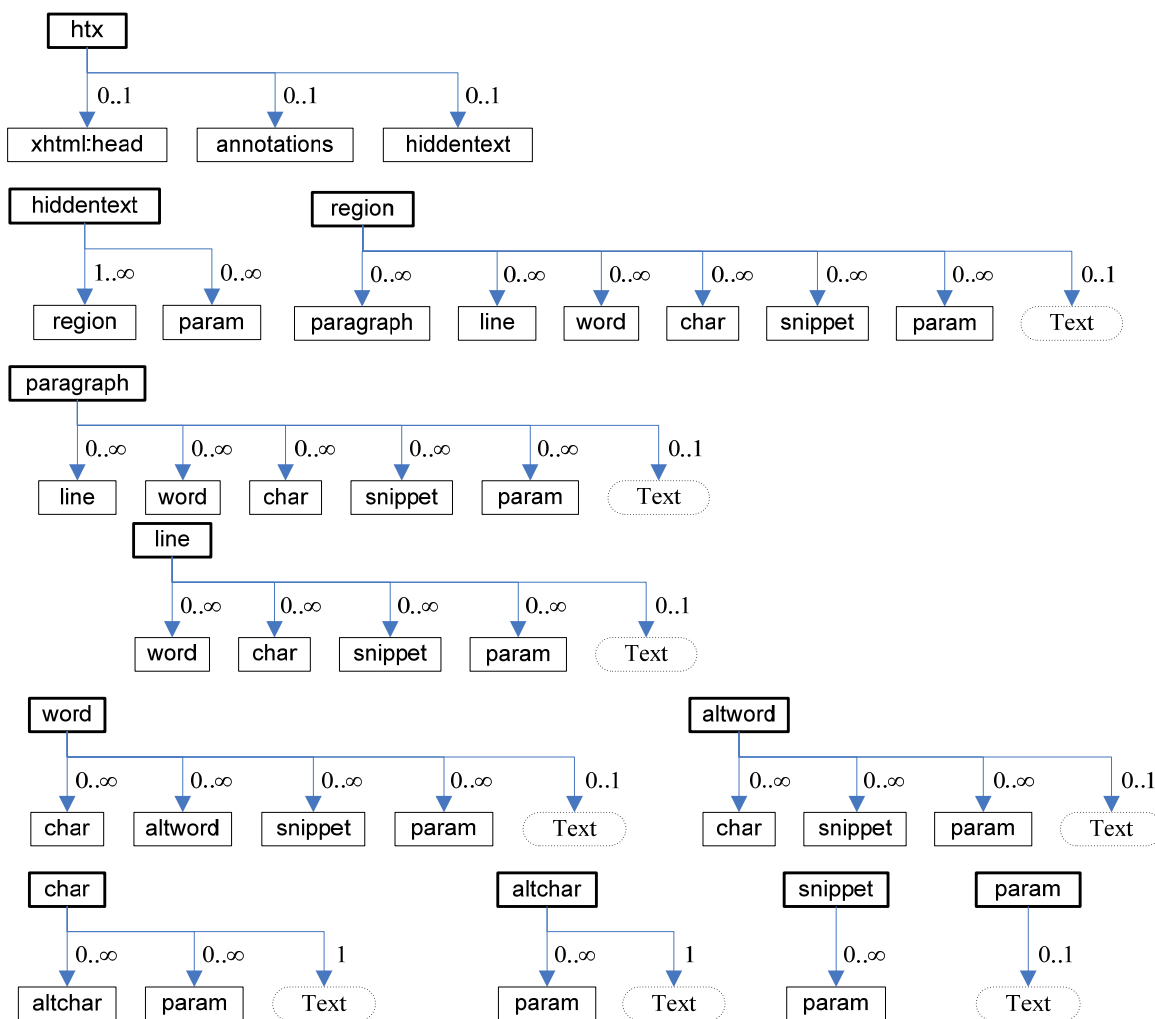 htx
0..1 0..1 0..1
xhtml:head annotations hiddentext
hiddentext region
1..∞ 0..∞ 0..∞ 0..∞ 0..∞ 0..∞ 0..∞ 0..∞ 0..1
region param paragraph line word char snippet param Text
paragraph
0..∞ 0..∞ 0..∞ 0..∞ 0..∞ 0..1
line word char snippet param Text
line
0..∞ 0..∞ 0..∞ 0..∞ 0..1
word char snippet param Text
word altword
0..∞ 0..∞ 0..∞ 0..∞ 0..1 0..∞ 0..∞ 0..∞ 0..1
char altword snippet param Text char snippet param Text
char altchar snippet param
0..∞ 0..∞ 1 0..∞ 1 0..∞ 0..1
altchar param Text param Text param Text